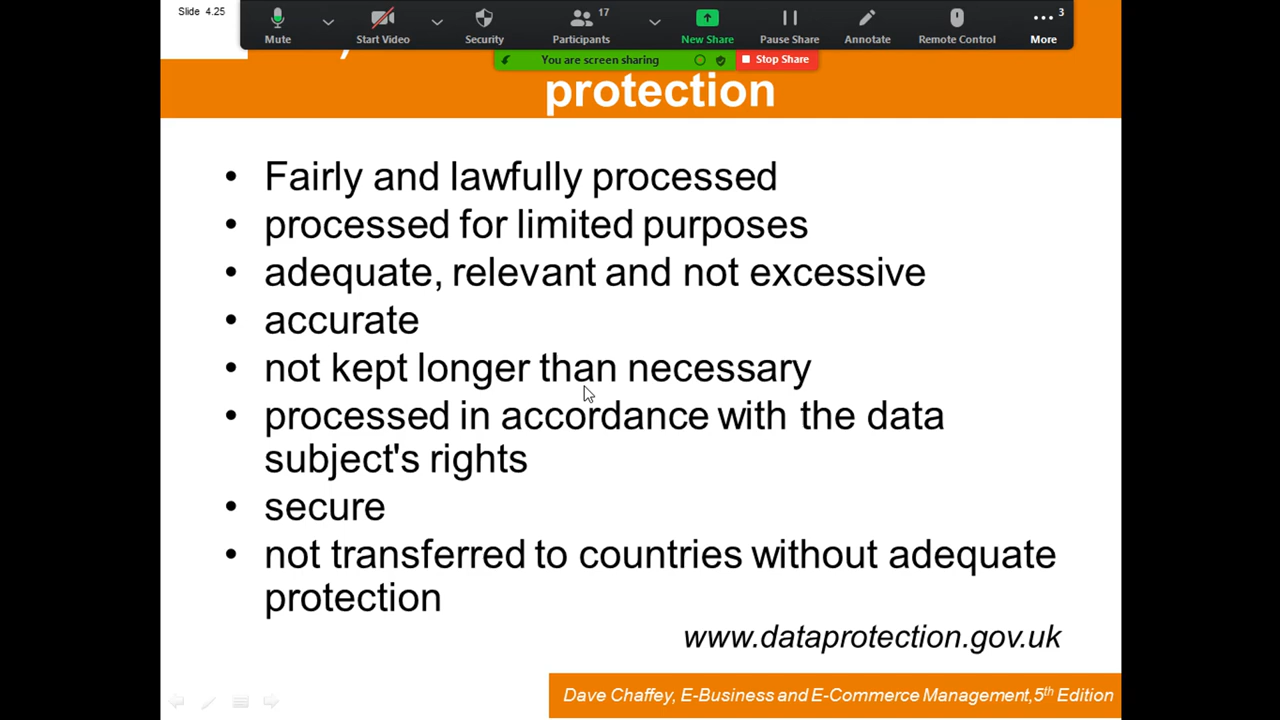 Slide 4.25
17
3
Mute
Start Video
Security
Participants
New Share
Pause Share
Annotate
Remote Control
More
You are screen sharing
Stop Share
protection
• Fairly and lawfully processed
• processed for limited purposes
• adequate, relevant and not excessive
• accurate
• not kept longer than necessary
• processed in accordance with the data
subject's rights
• secure
• not transferred to countries without adequate
protection
www.dataprotection.gov.uk
Dave Chaffey, E-Business and E-Commerce Management,5th Edition